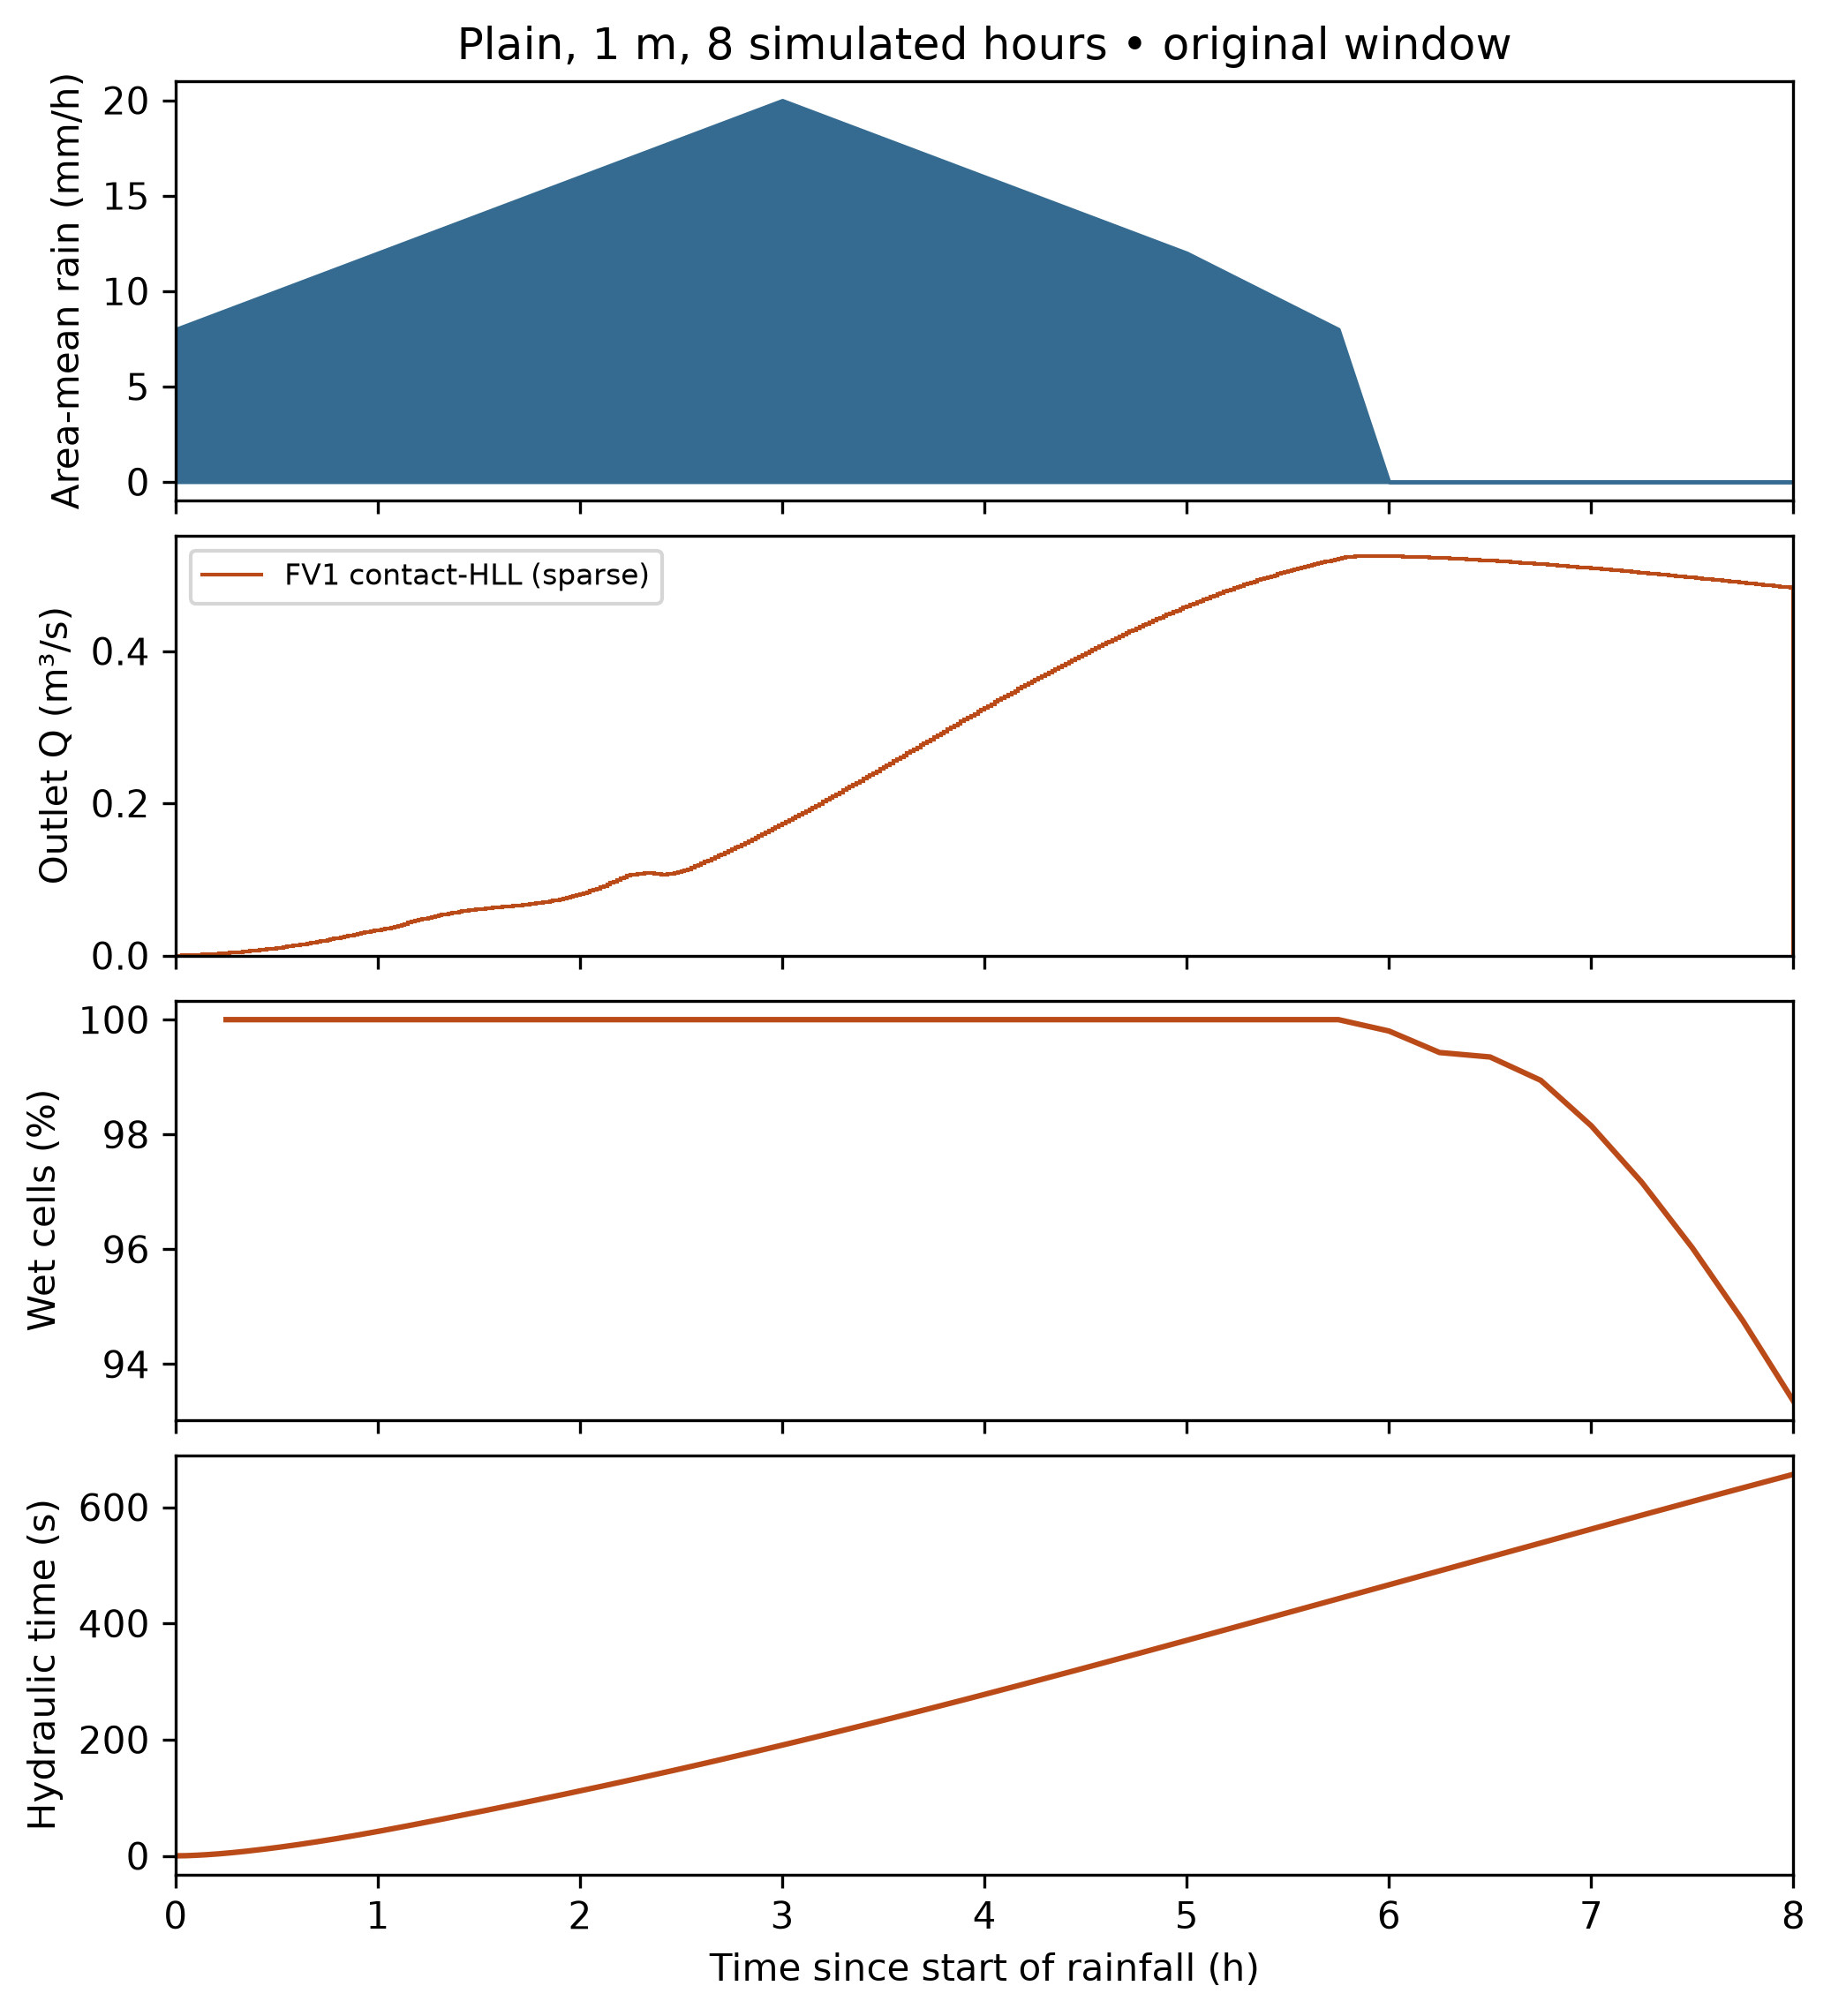 Plain, 1 m, 8 simulated hours • original window
Area-mean rain (mm/h)
20
15
10
5
0
Outlet Q (m³/s)
FV1 contact-HLL (sparse)
0.4
0.2
0.0
Wet cells (%)
100
98
96
94
Hydraulic time (s)
600
400
200
0
0 1 2 3 4 5 6 7 8
Time since start of rainfall (h)